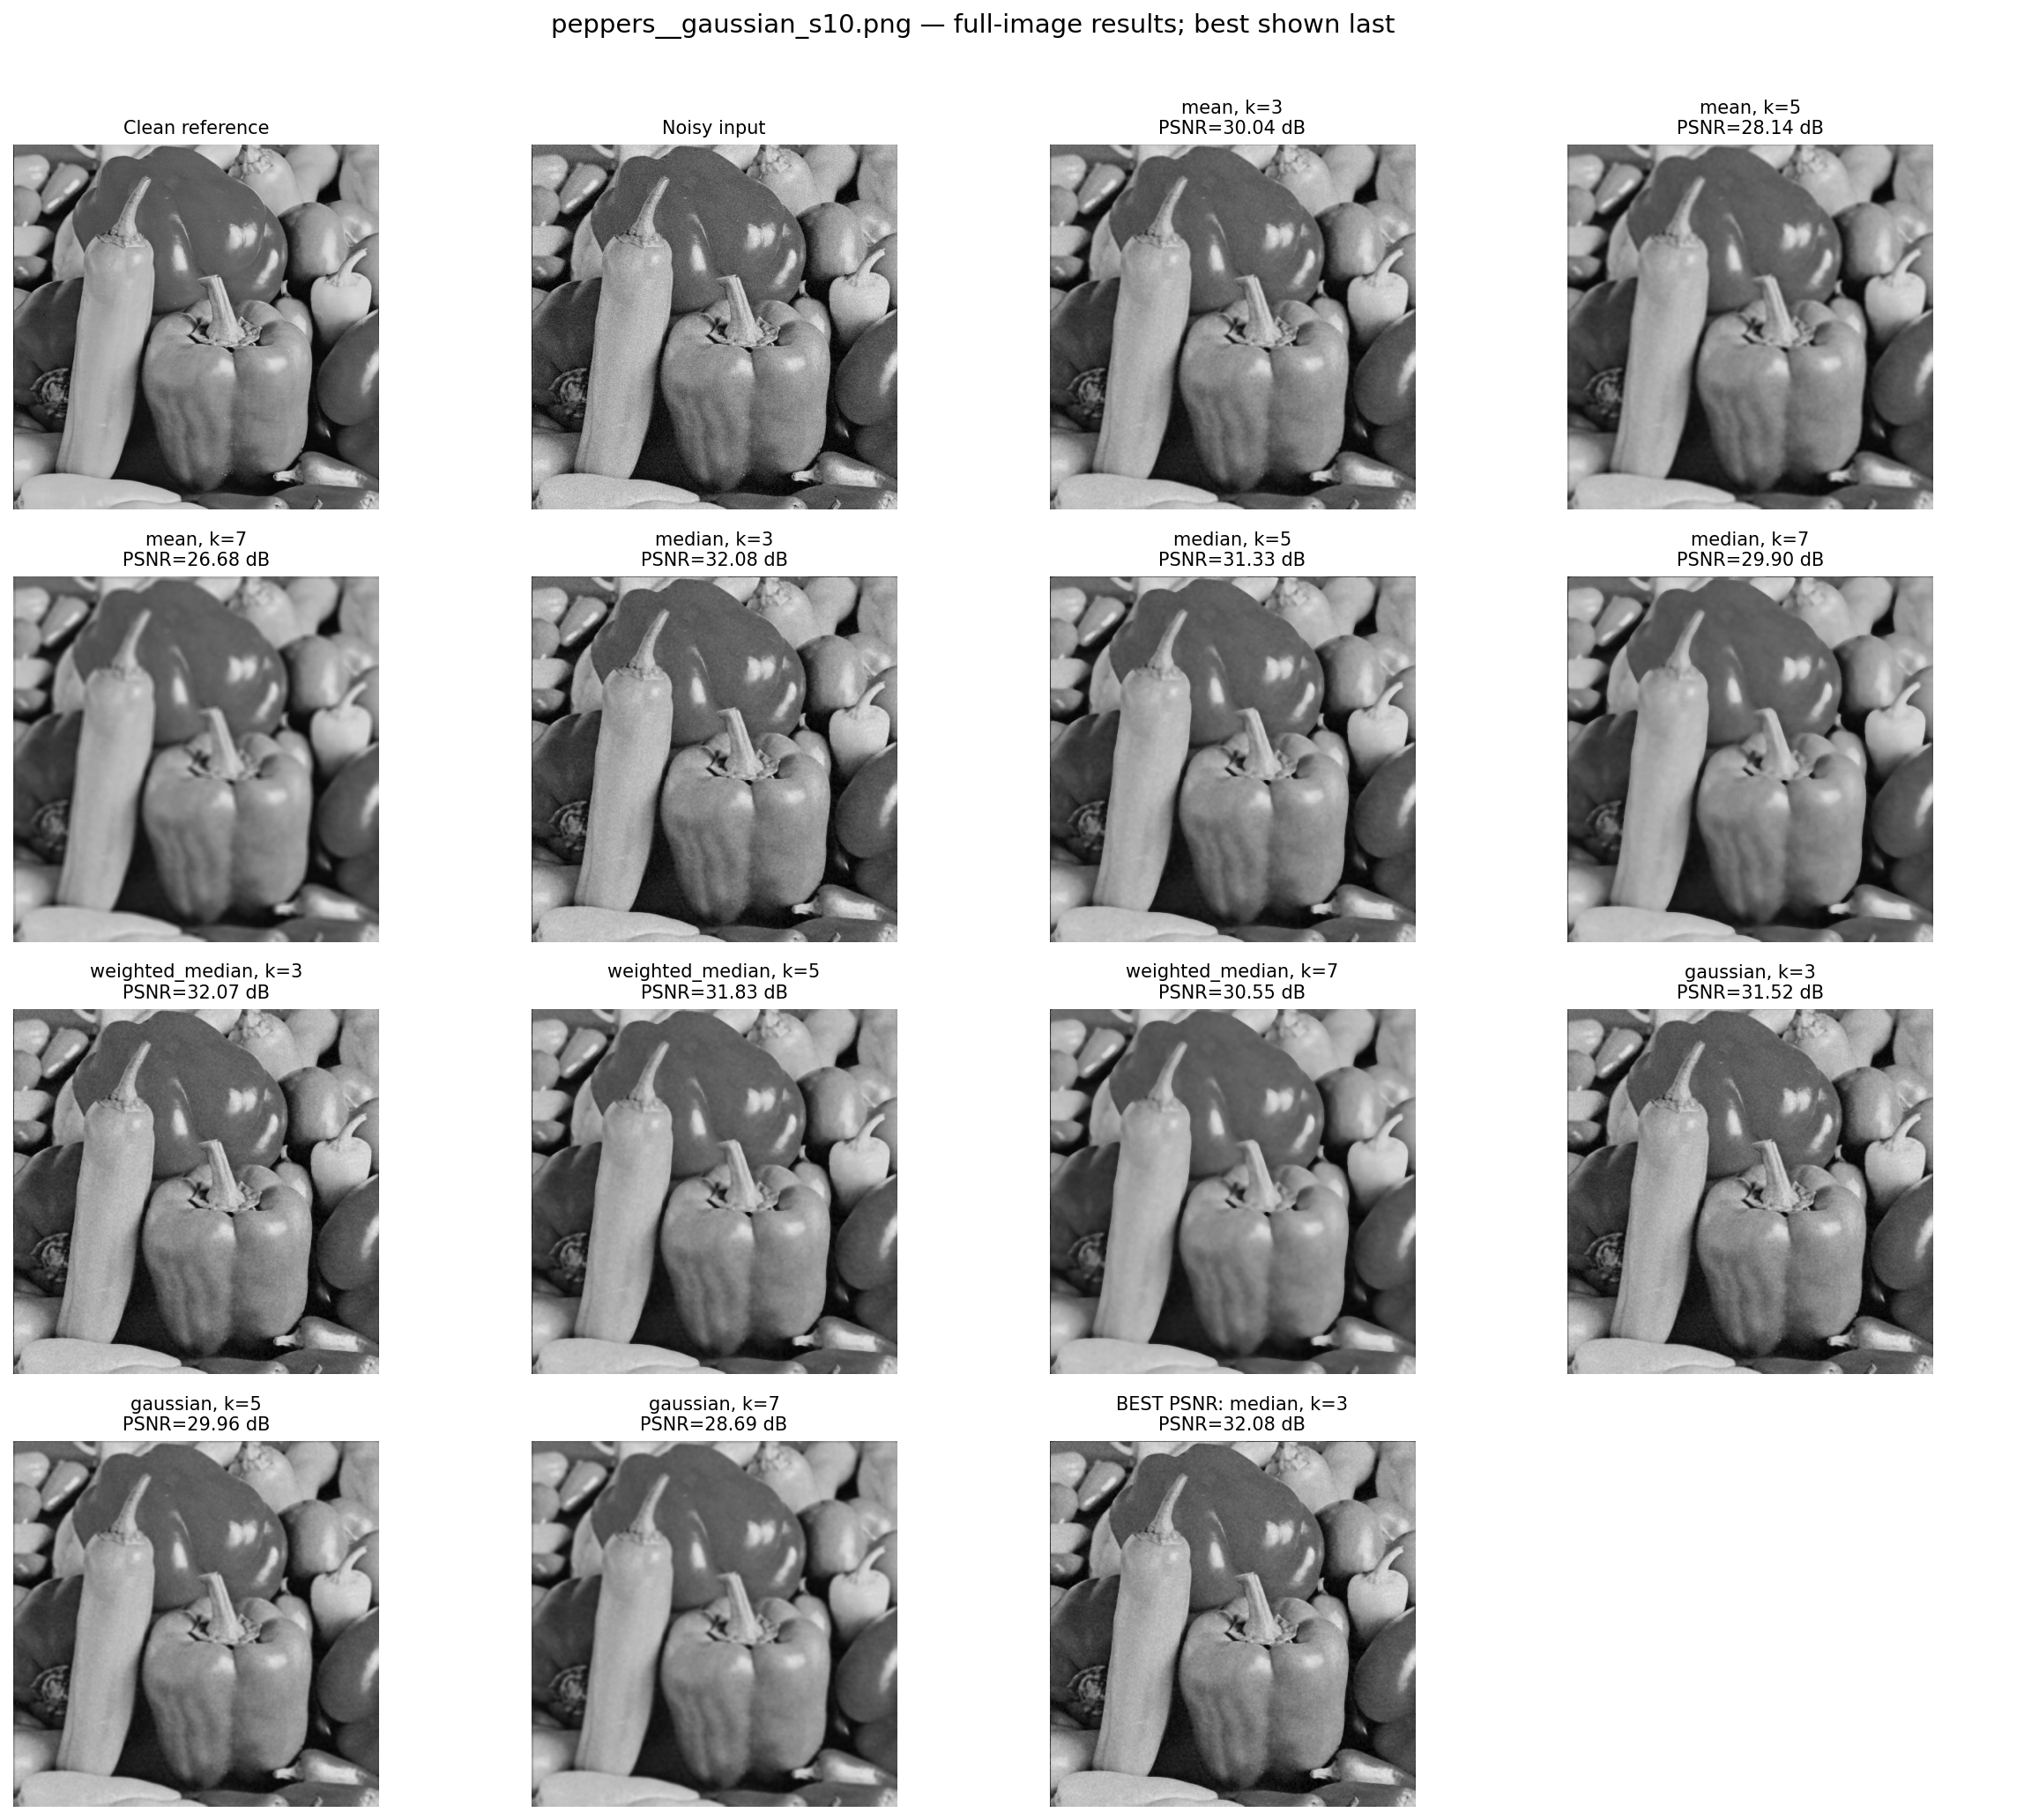 peppers__gaussian_s10.png — full-image results; best shown last
Clean reference
Noisy input
mean, k=3
PSNR=30.04 dB
mean, k=5
PSNR=28.14 dB
mean, k=7
PSNR=26.68 dB
median, k=3
PSNR=32.08 dB
median, k=5
PSNR=31.33 dB
median, k=7
PSNR=29.90 dB
weighted_median, k=3
PSNR=32.07 dB
weighted_median, k=5
PSNR=31.83 dB
weighted_median, k=7
PSNR=30.55 dB
gaussian, k=3
PSNR=31.52 dB
gaussian, k=5
PSNR=29.96 dB
gaussian, k=7
PSNR=28.69 dB
BEST PSNR: median, k=3
PSNR=32.08 dB